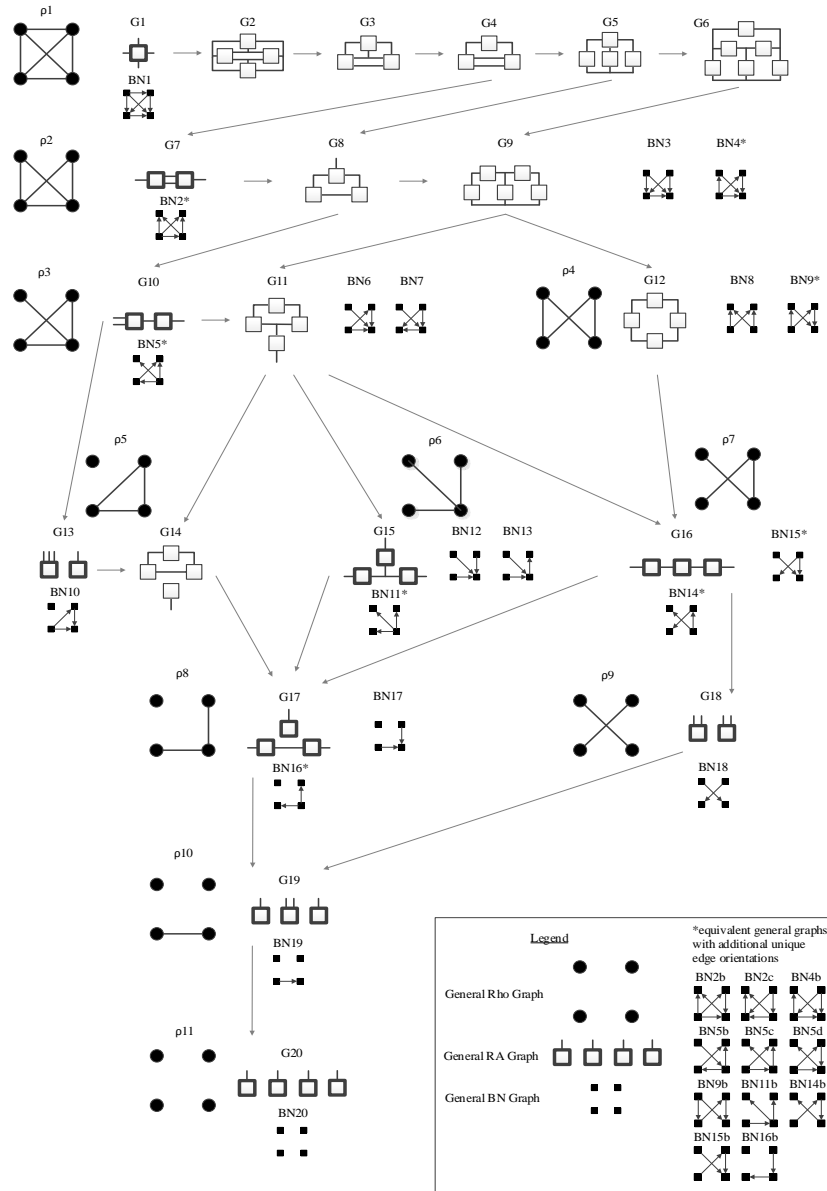 ρ1
G1
G2
G3
G4
G5
G6
BN1
ρ2
G7
G8
G9
BN3
BN4*
BN2*
ρ3
G10
G11
BN6
BN7
ρ4
G12
BN8
BN9*
BN5*
ρ5
ρ6
ρ7
G13
G14
G15
BN12
BN13
G16
BN15*
BN10
BN11*
BN14*
ρ8
G17
BN17
ρ9
G18
BN16*
BN18
ρ10
G19
BN19
ρ11
G20
BN20
Legend
*equivalent general graphs
with additional unique
edge orientations
General Rho Graph
General RA Graph
General BN Graph
BN2b
BN2c
BN4b
BN5b
BN5c
BN5d
BN9b
BN11b
BN14b
BN15b
BN16b